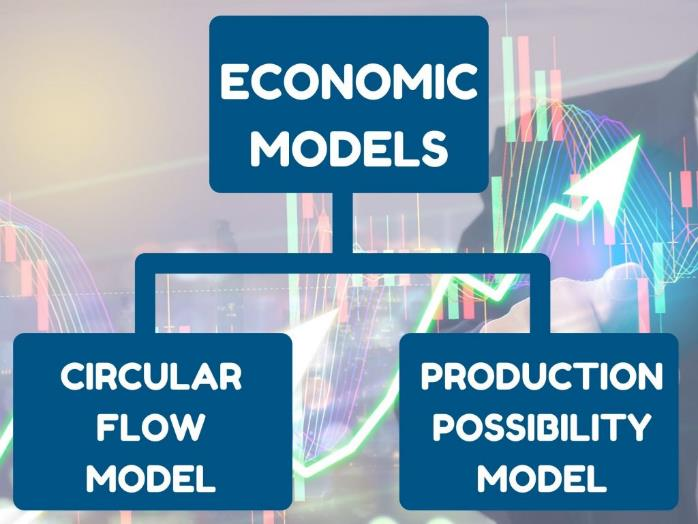 ECONOMIC
MODELS
CIRCULAR
FLOW
MODEL
PRODUCTION
POSSIBILITY
MODEL